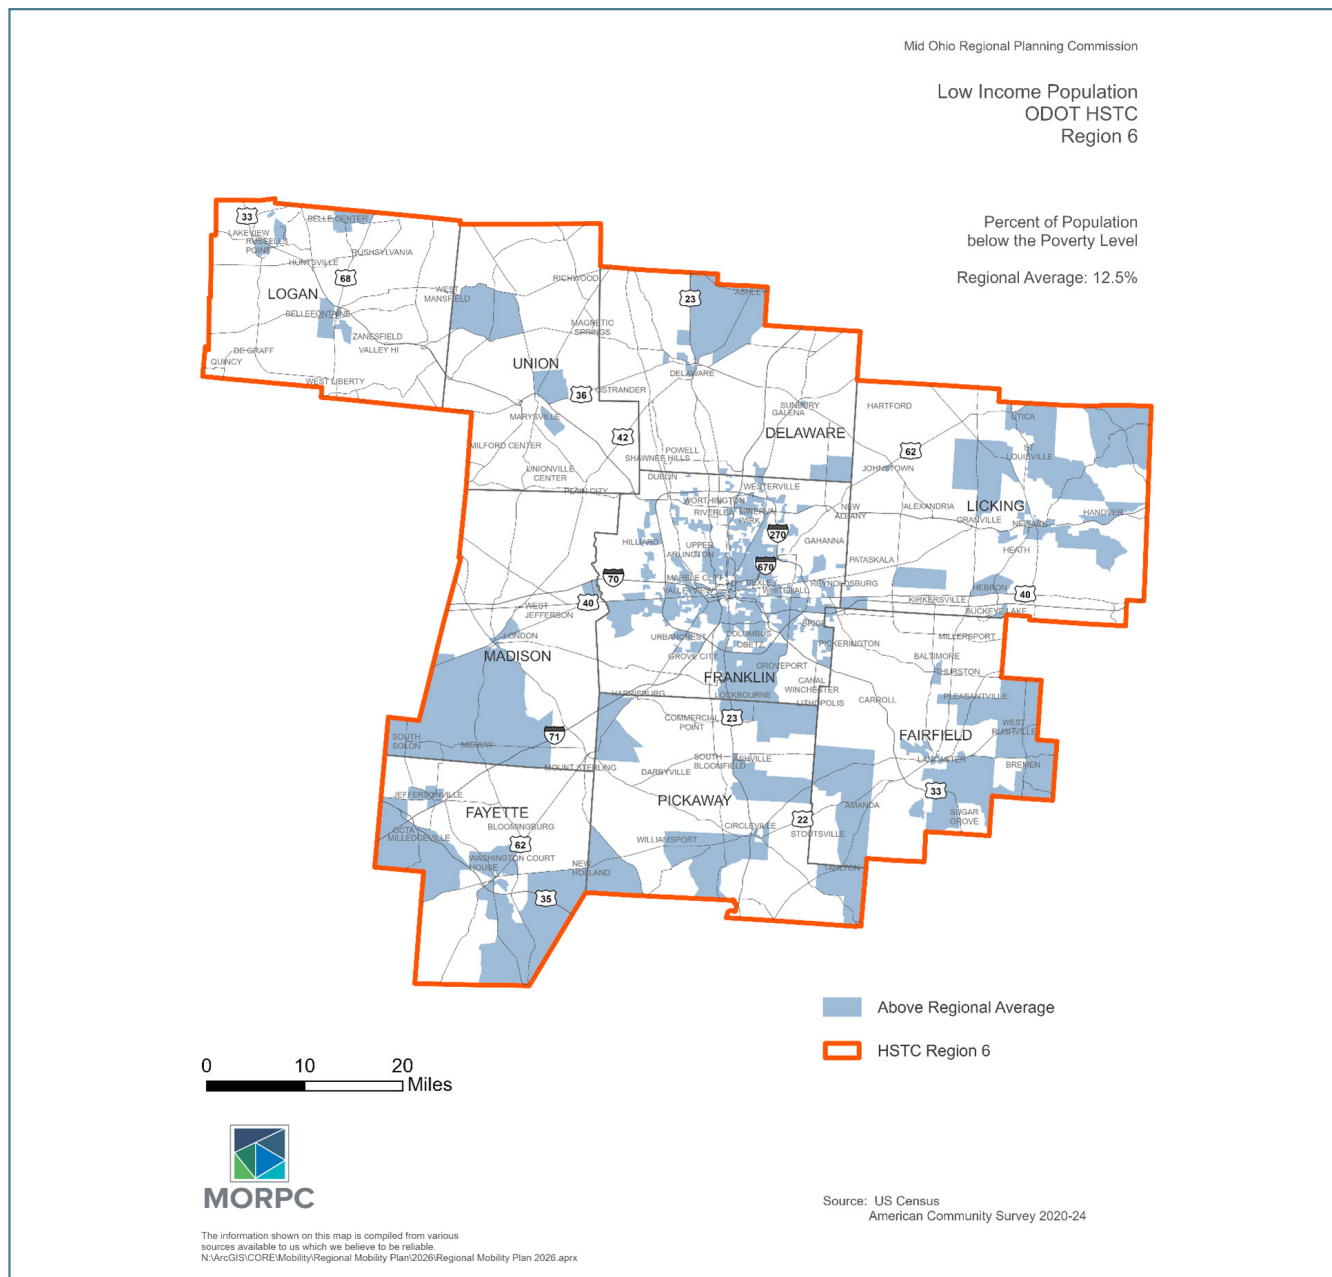 Mid Ohio Regional Planning Commission
Low Income Population
ODOT HSTC
Region 6
Percent of Population
below the Poverty Level
Regional Average: 12.5%
33
BELLE CENTER
LAKEVIEW
RUSSELLS
POINT
RUSHSYLVANIA
HUNTSVILLE
68
LOGAN
WEST
MANSFIELD
BELLEFONTAINE
ZANESFIELD
VALLEY HI
DE GRAFF
QUINCY
WEST LIBERTY
RICHWOOD
MAGNETIC
SPRINGS
UNION
36
MARYSVILLE
MILFORD CENTER
UNIONVILLE
CENTER
PLAIN CITY
42
23
ASHLEY
DELAWARE
OSTRANDER
SUNBURY
GALENA
DELAWARE
POWELL
SHAWNEE HILLS
DUBLIN
WESTERVILLE
HARTFORD
UTICA
62
ST
LOUISVILLE
JOHNSTOWN
LICKING
ALEXANDRIA
GRANVILLE
NEWARK
HANOVER
HEATH
PATASKALA
HEBRON
40
KIRKERSVILLE
BUCKEYE LAKE
WORTHINGTON
RIVERLEA
MINERVA
PARK
NEW
ALBANY
270
HILLIARD
UPPER
ARLINGTON
GAHANNA
670
70
MARBLE CLIFF
BEXLEY
REYNOLDSBURG
VALLEYVIEW
WHITEHALL
40
WEST
JEFFERSON
LONDON
MADISON
URBANCREST
COLUMBUS
OBETZ
BRICE
PICKERINGTON
GROVE CITY
GROVEPORT
FRANKLIN
CANAL
WINCHESTER
HARRISBURG
LOCKBOURNE
LITHOPOLIS
MILLERSPORT
BALTIMORE
THURSTON
PLEASANTVILLE
CARROLL
WEST
RUSHVILLE
FAIRFIELD
LANCASTER
BREMEN
33
AMANDA
SUGAR
GROVE
STOUTSVILLE
TARLTON
23
COMMERCIAL
POINT
SOUTH
BLOOMFIELD
ASHVILLE
DARBYVILLE
PICKAWAY
22
CIRCLEVILLE
WILLIAMSPORT
SOUTH
SOLON
MIDWAY
71
MOUNT STERLING
JEFFERSONVILLE
FAYETTE
OCTA
MILLEDGEVILLE
BLOOMINGBURG
62
WASHINGTON COURT
HOUSE
NEW
HOLLAND
35
Above Regional Average
HSTC Region 6
0 10 20
Miles
MORPC
Source: US Census
American Community Survey 2020-24
The information shown on this map is compiled from various
sources available to us which we believe to be reliable.
N:\ArcGIS\CORE\Mobility\Regional Mobility Plan\2026\Regional Mobility Plan 2026.aprx